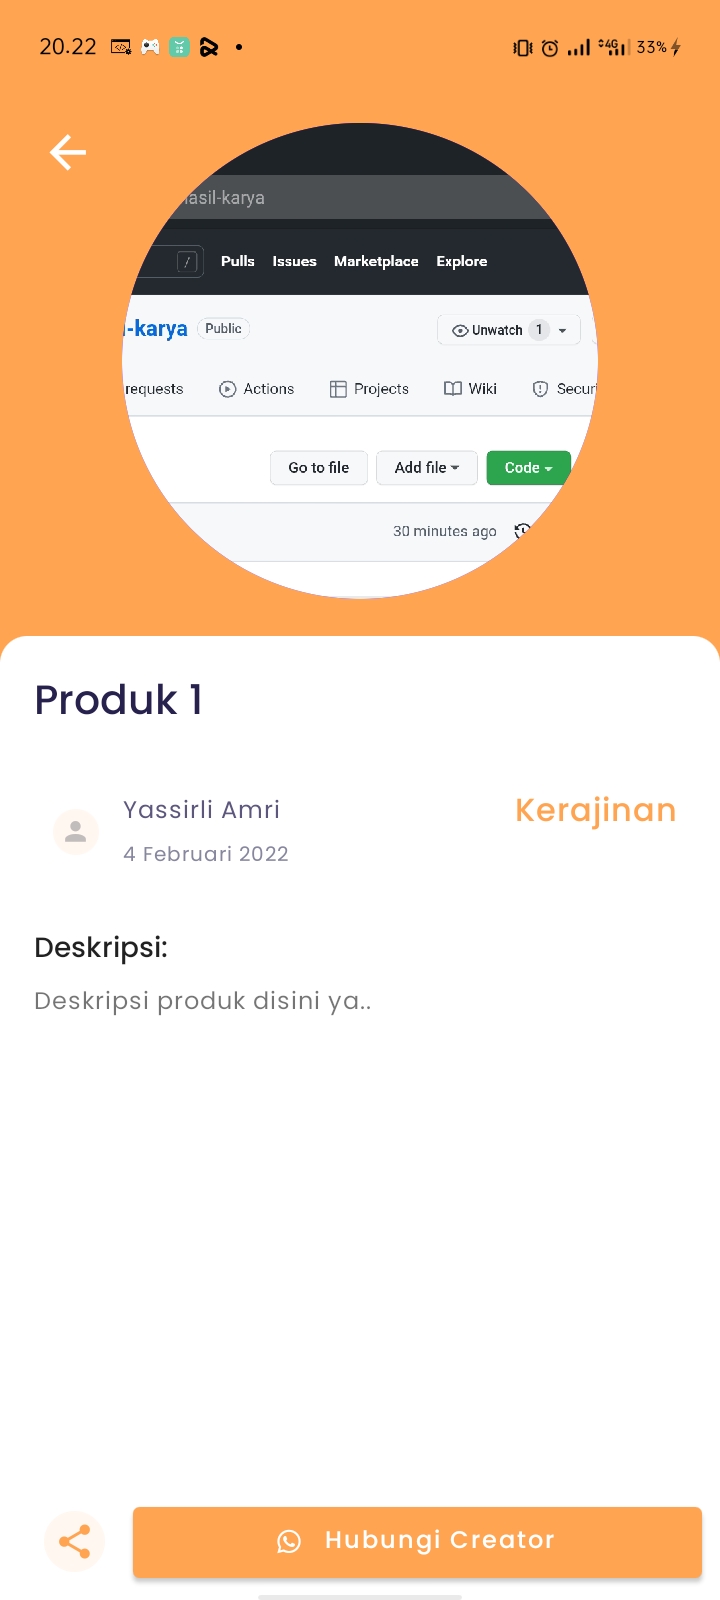 20.22
4G 33%
asil-karya
/ Pulls Issues Marketplace Explore
-karya Public Unwatch 1
requests Actions Projects Wiki Securi
Go to file Add file Code
30 minutes ago
Produk 1
Yassirli Amri
Kerajinan
4 Februari 2022
Deskripsi:
Deskripsi produk disini ya..
Hubungi Creator